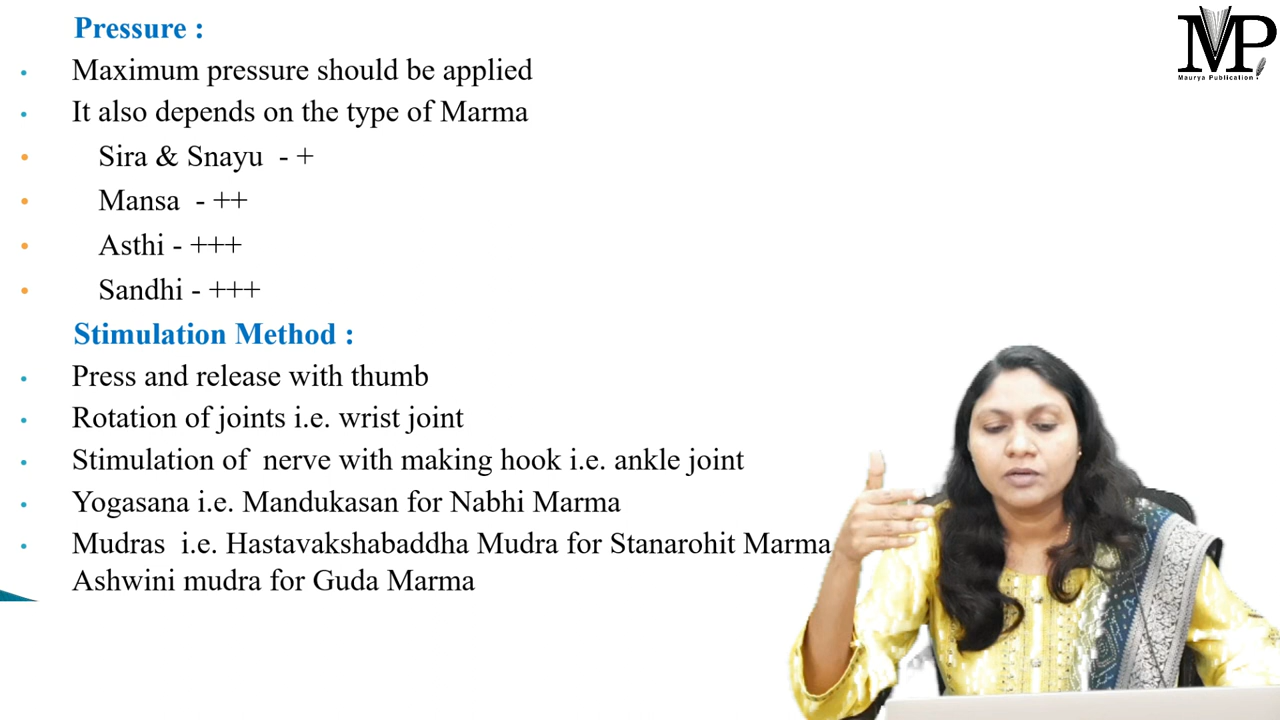 Pressure :
MP
Maurya Publication
• Maximum pressure should be applied
• It also depends on the type of Marma
• Sira & Snayu - +
• Mansa - ++
• Asthi - +++
• Sandhi - +++
Stimulation Method :
• Press and release with thumb
• Rotation of joints i.e. wrist joint
• Stimulation of nerve with making hook i.e. ankle joint
• Yogasana i.e. Mandukasan for Nabhi Marma
• Mudras i.e. Hastavakshabaddha Mudra for Stanarohit Marma
Ashwini mudra for Guda Marma